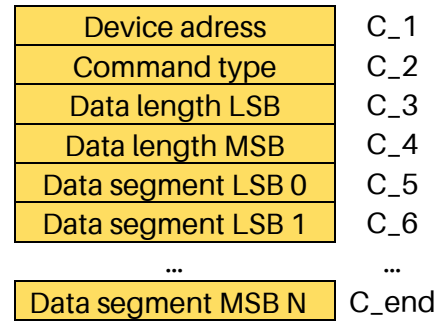 Device adress C_1
Command type C_2
Data length LSB C_3
Data length MSB C_4
Data segment LSB 0 C_5
Data segment LSB 1 C_6
... ...
Data segment MSB N C_end